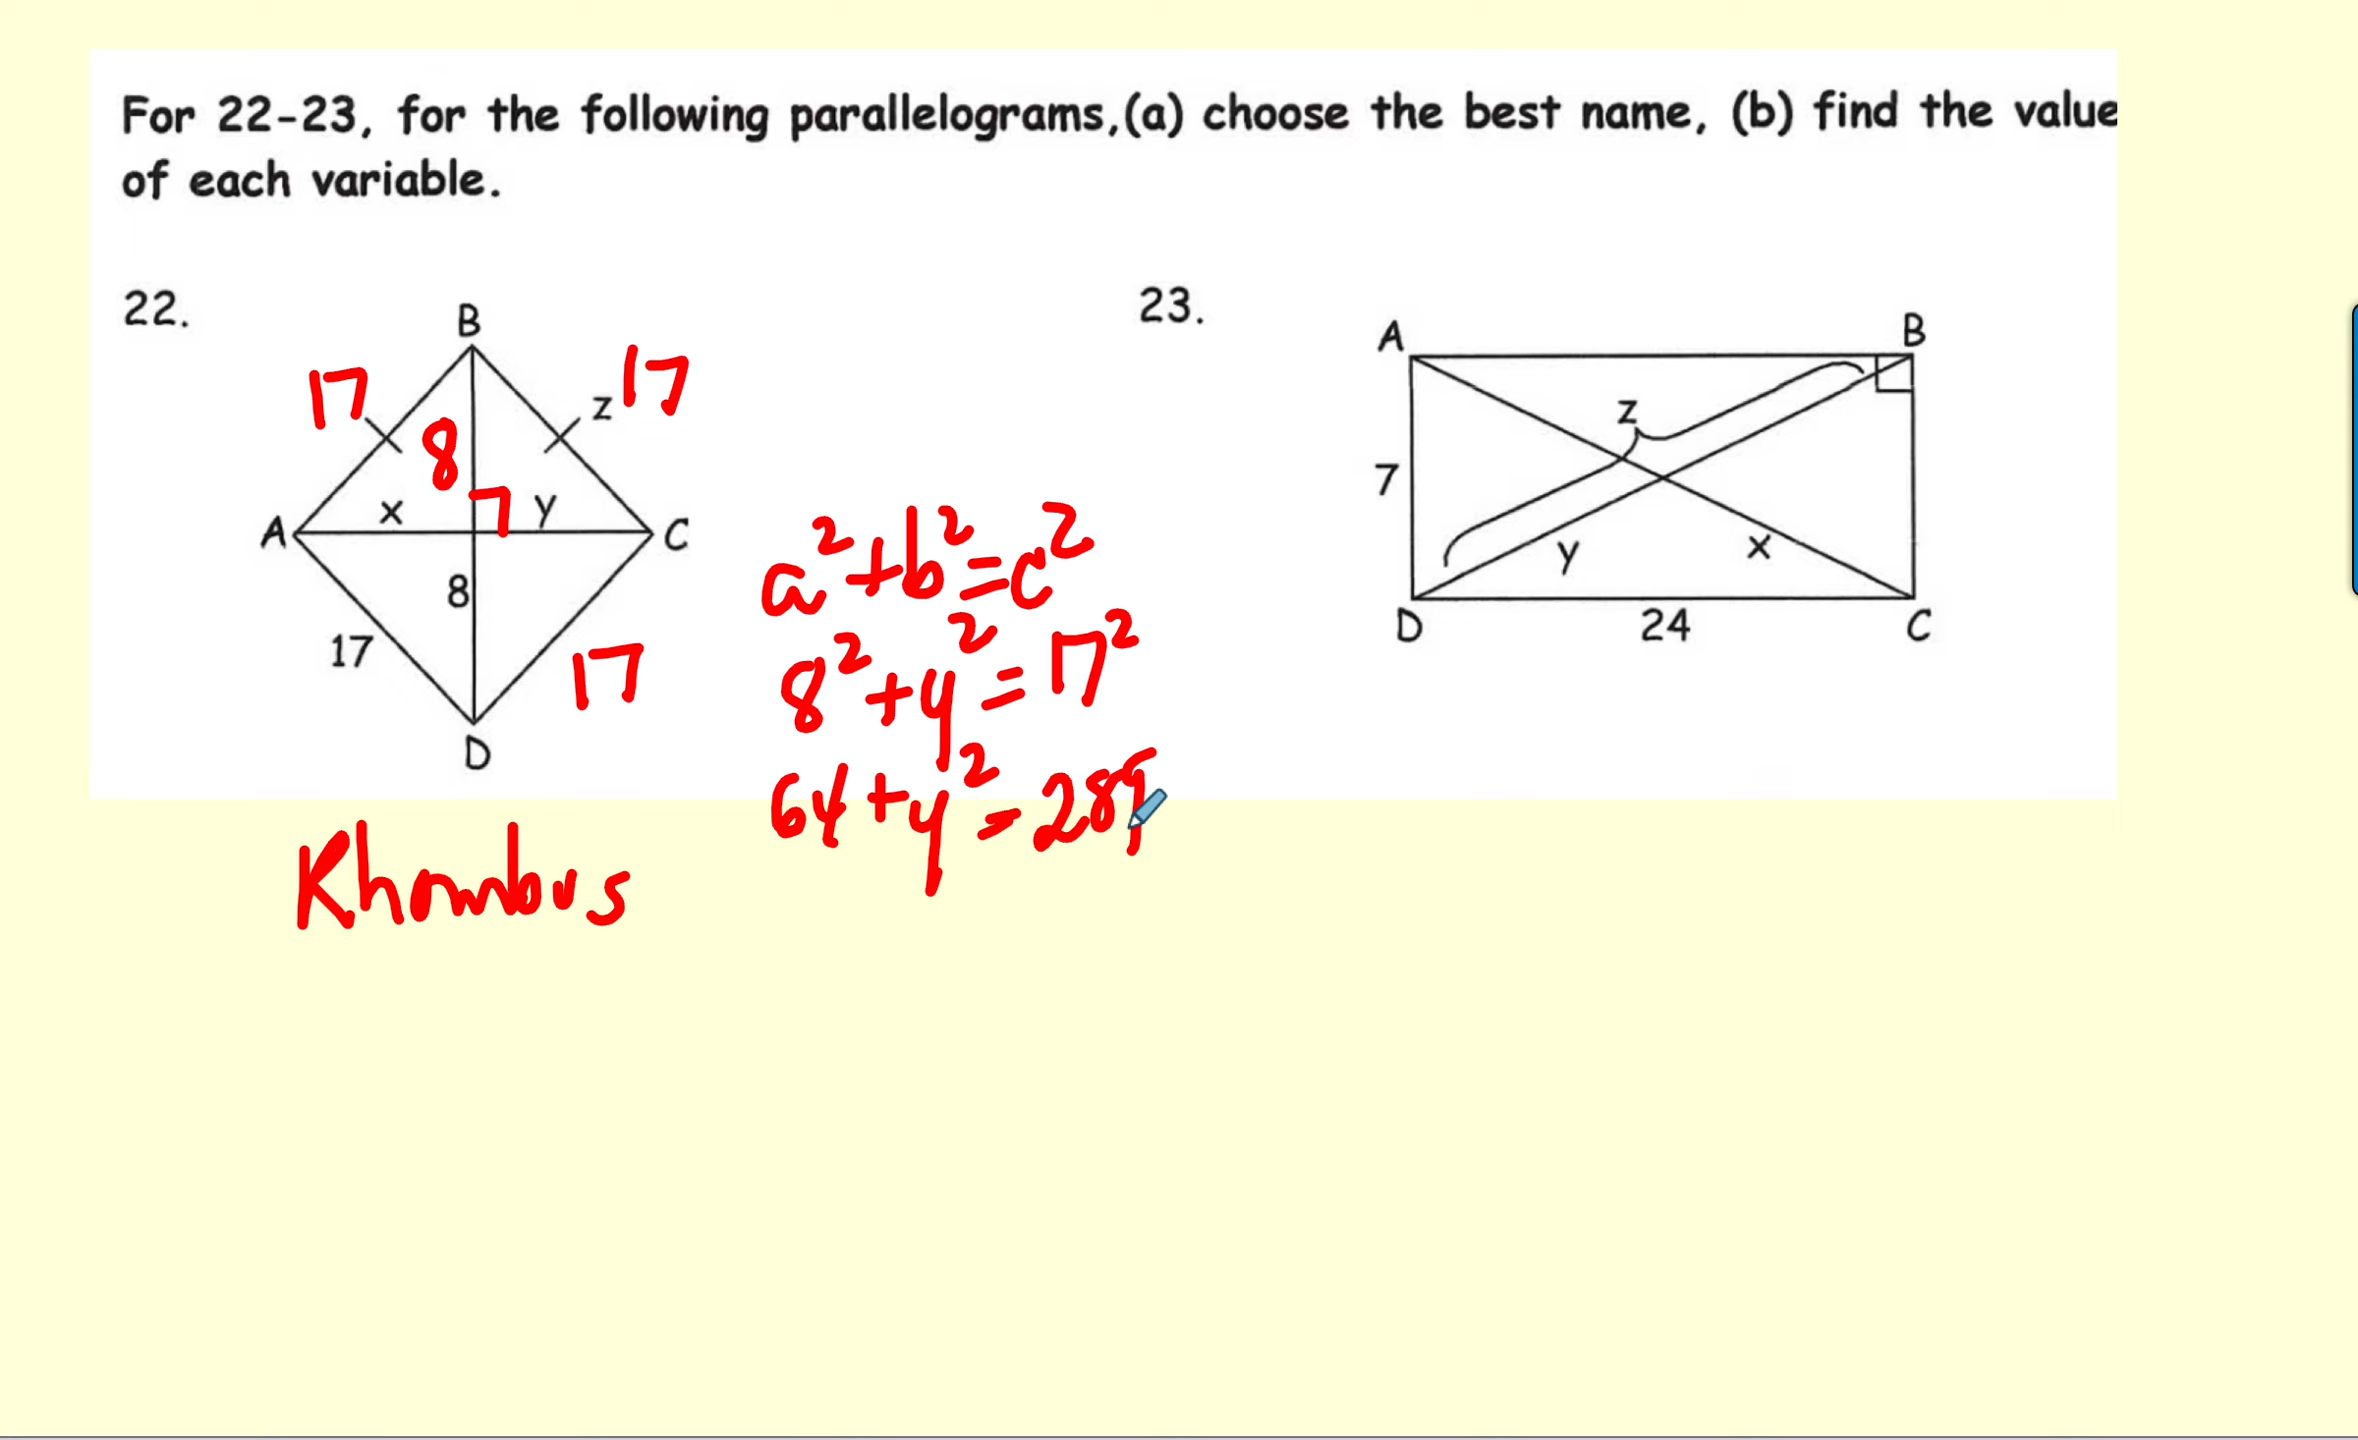 For 22-23, for the following parallelograms,(a) choose the best name, (b) find the value
of each variable.
22.
B
17
z 17
8
x
y
A
C
8
17
17
D
Rhombus
a²+b²=c²
8²+y²=17²
64+y²=289
23.
A
B
z
7
y
x
D
24
C